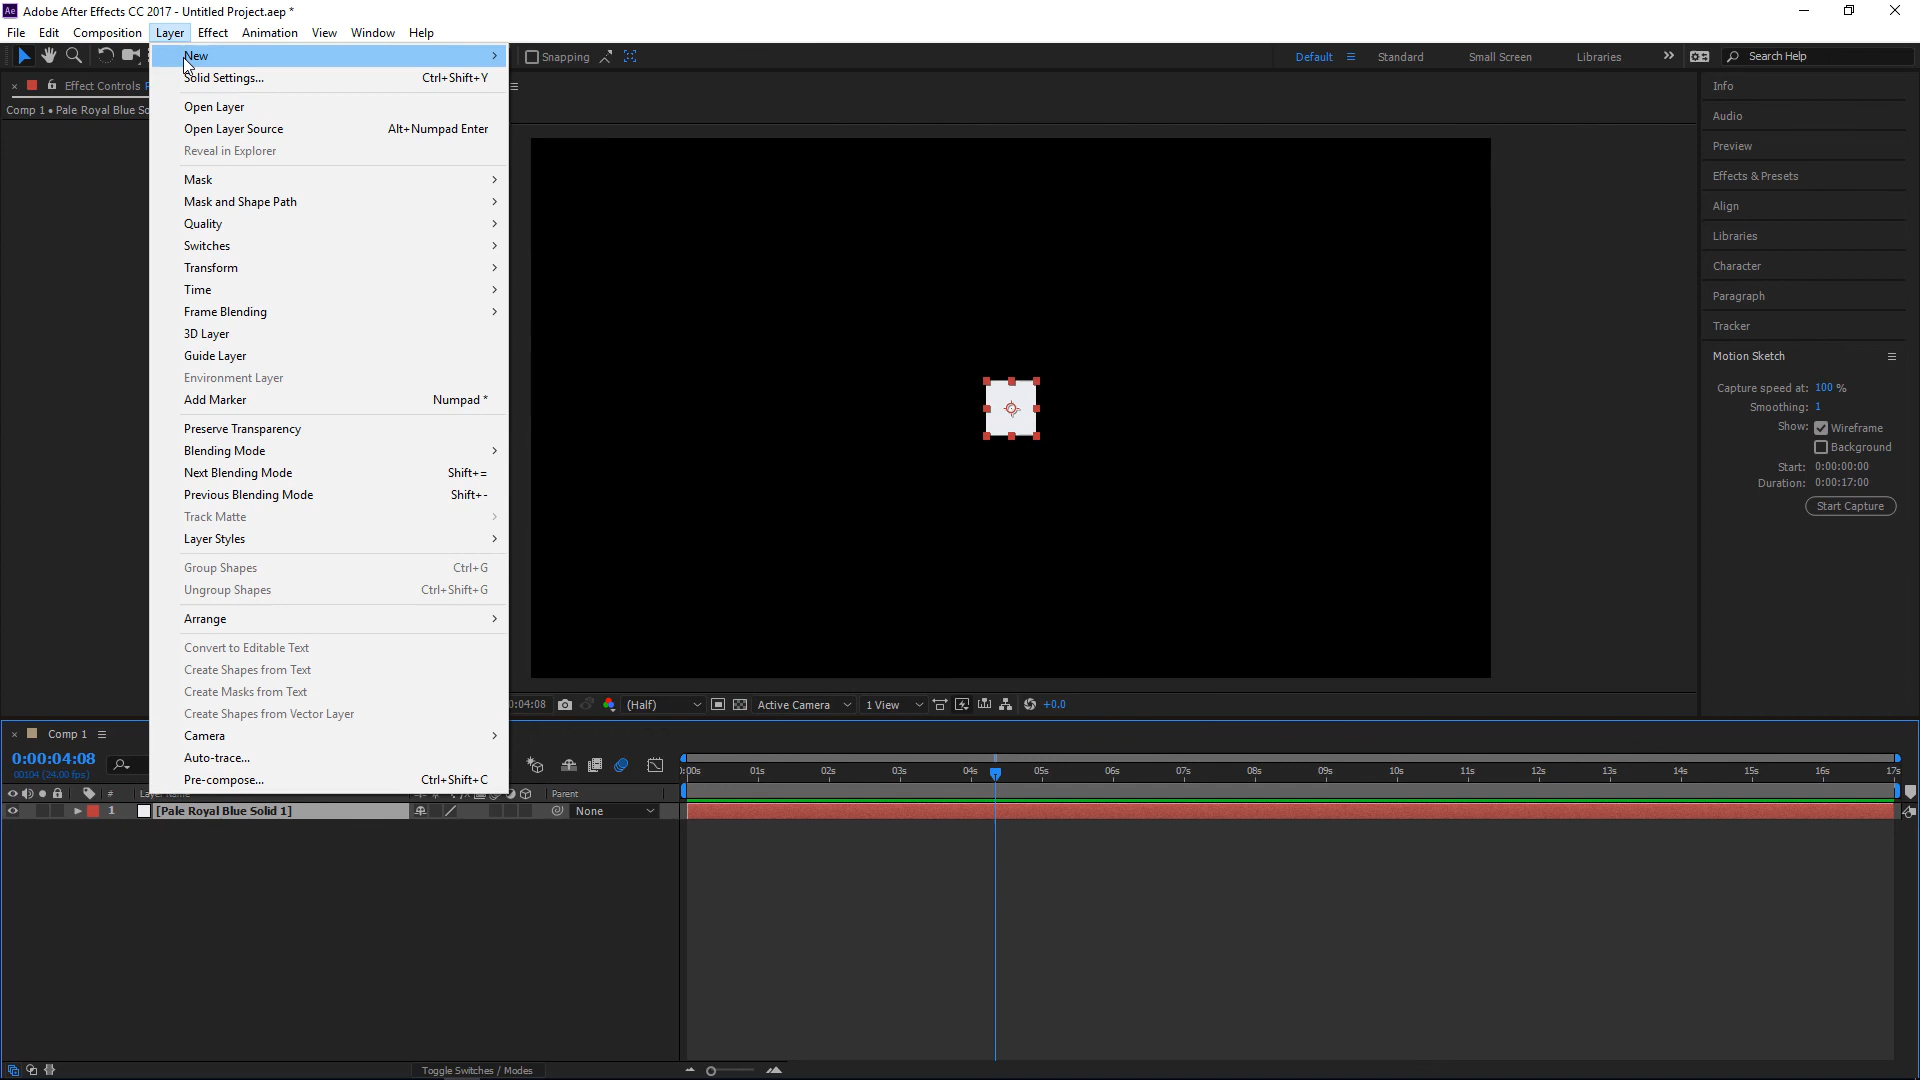 Adobe After Effects CC 2017 - Untitled Project.aep *
File Edit Composition Layer Effect Animation View Window Help
Snapping Default Standard Small Screen Libraries Search Help
Effect Controls
Comp 1 • Pale Royal Blue So
New
Solid Settings... Ctrl+Shift+Y
Open Layer
Open Layer Source Alt+Numpad Enter
Reveal in Explorer
Mask
Mask and Shape Path
Quality
Switches
Transform
Time
Frame Blending
3D Layer
Guide Layer
Environment Layer
Add Marker Numpad *
Preserve Transparency
Blending Mode
Next Blending Mode Shift+=
Previous Blending Mode Shift+-
Track Matte
Layer Styles
Group Shapes Ctrl+G
Ungroup Shapes Ctrl+Shift+G
Arrange
Convert to Editable Text
Create Shapes from Text
Create Masks from Text
Create Shapes from Vector Layer
Camera
Auto-trace...
Pre-compose... Ctrl+Shift+C
Info
Audio
Preview
Effects & Presets
Align
Libraries
Character
Paragraph
Tracker
Motion Sketch
Capture speed at: 100 %
Smoothing: 1
Show: Wireframe
Background
Start: 0:00:00:00
Duration: 0:00:17:00
Start Capture
0:04:08 (Half) Active Camera 1 View +0.0
Comp 1
0:00:04:08
00104 (24.00 fps)
:00s 01s 02s 03s 04s 05s 06s 07s 08s 09s 10s 11s 12s 13s 14s 15s 16s 17s
# Layer Name Parent
1 [Pale Royal Blue Solid 1] None
Toggle Switches / Modes